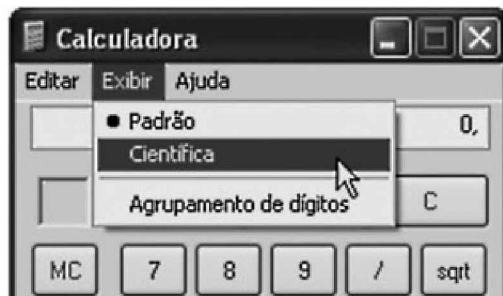 Calculadora
Editar Exibir Ajuda
Padrão
0,
Científica
Agrupamento de dígitos
C
MC 7 8 9 / sqrt